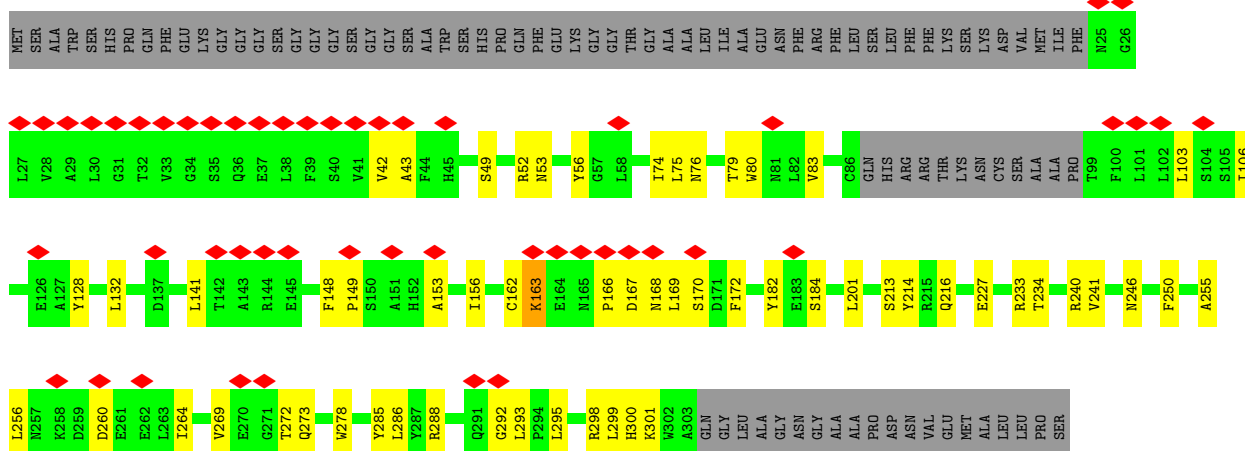 MET SER ALA TRP SER HIS PRO GLN PHE GLU LYS GLY GLY GLY SER GLY GLY GLY SER GLY GLY SER ALA TRP SER HIS PRO GLN PHE GLU LYS GLY GLY THR GLY ALA ALA LEU ILE ALA GLU ASN PHE ARG PHE LEU SER LEU PHE PHE LYS SER LYS ASP VAL MET ILE PHE N25 G26
L27 V28 A29 L30 G31 T32 V33 G34 S35 Q36 E37 L38 F39 S40 V41 V42 A43 F44 H45 S49 R52 N53 Y56 G57 L58 I74 L75 N76 T79 W80 N81 L82 V83 C86 GLN HIS ARG ARG THR LYS ASN CYS SER ALA ALA PRO T99 F100 L101 L102 L103 S104 S105
E126 A127 Y128 L132 D137 L141 T142 A143 R144 E145 F148 P149 S150 A151 H152 A153 I156 C162 K163 E164 N165 P166 D167 N168 L169 S170 D171 F172 Y182 E183 S184 L201 S213 Y214 R215 Q216 E227 R233 T234 R240 V241 N246 F250 A255
L256 N257 K258 D259 D260 E261 E262 L263 I264 V269 E270 G271 T272 Q273 W278 Y285 L286 Y287 R288 Q291 G292 L293 P294 L295 R298 L299 H300 K301 W302 A303 GLN GLY LEU ALA GLY ASN GLY ALA ALA PRO ASP ASN VAL GLU MET ALA LEU LEU PRO SER